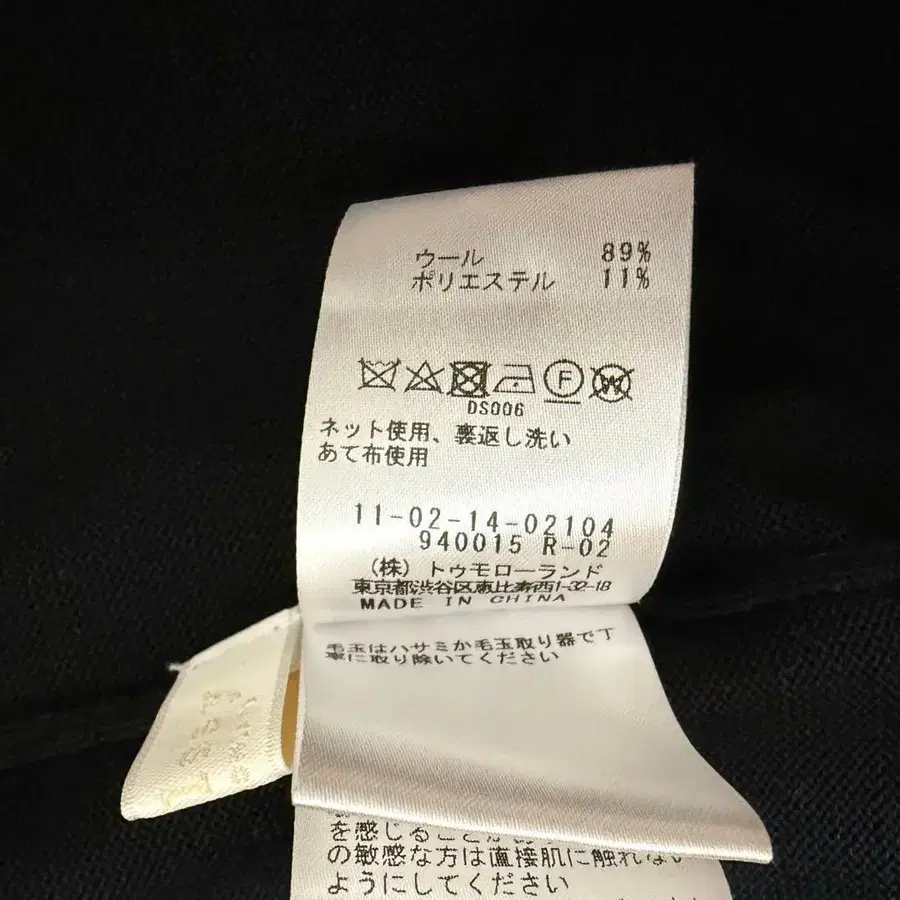 ウール 89%
ポリエステル 11%
F W
DS006
ネット使用、裏返し洗い
あて布使用
11-02-14-02104
940015 R-02
（株）トゥモローランド
東京都渋谷区恵比寿西1-32-18
MADE IN CHINA
毛玉はハサミか毛玉取り器で丁
寧に取り除いてください
を感じること
の敏感な方は直接肌に触れない
ようにしてください